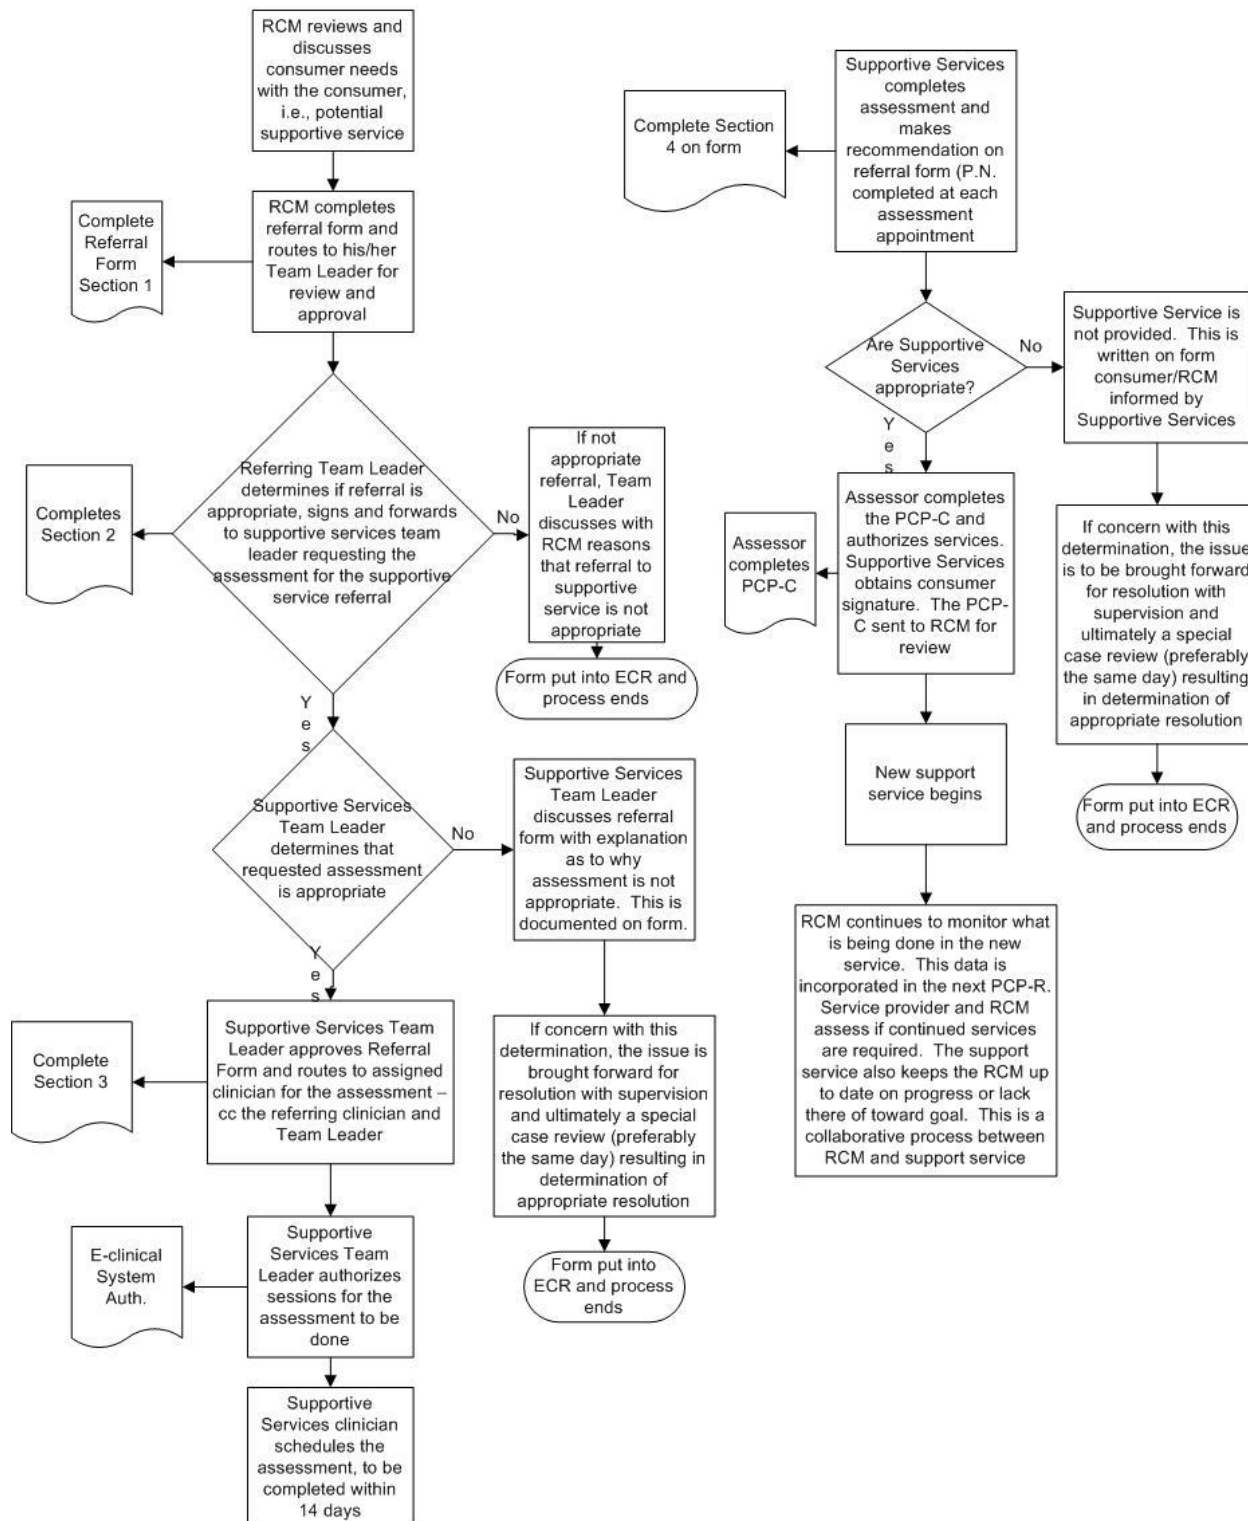 RCM reviews and
discusses
consumer needs
with the consumer,
i.e., potential
supportive service
RCM completes
referral form and
routes to his/her
Team Leader for
review and
approval
Complete
Referral
Form
Section 1
Referring Team Leader
determines if referral is
appropriate, signs and forwards
to supportive services team
leader requesting the
assessment for the supportive
service referral
Completes
Section 2
No
If not
appropriate
referral, Team
Leader
discusses with
RCM reasons
that referral to
supportive
service is not
appropriate
Form put into ECR and
process ends
Y
e
s
Supportive Services
Team Leader
determines that
requested assessment
is appropriate
No
Supportive Services
Team Leader
discusses referral
form with explanation
as to why
assessment is not
appropriate. This is
documented on form.
If concern with this
determination, the issue is
brought forward for
resolution with supervision
and ultimately a special
case review (preferably
the same day) resulting in
determination of
appropriate resolution
Form put into
ECR and process
ends
Y
e
s
Supportive Services Team
Leader approves Referral
Form and routes to assigned
clinician for the assessment –
cc the referring clinician and
Team Leader
Complete
Section 3
Supportive
Services Team
Leader authorizes
sessions for the
assessment to be
done
E-clinical
System
Auth.
Supportive
Services clinician
schedules the
assessment, to be
completed within
14 days
Supportive Services
completes
assessment and
makes
recommendation on
referral form (P.N.
completed at each
assessment
appointment
Complete Section
4 on form
Are Supportive
Services
appropriate?
No
Supportive Service is
not provided. This is
written on form
consumer/RCM
informed by
Supportive Services
If concern with this
determination, the issue
is to be brought forward
for resolution with
supervision and
ultimately a special
case review (preferably
the same day) resulting
in determination of
appropriate resolution
Form put into ECR
and process ends
Y
e
s
Assessor completes
the PCP-C and
authorizes services.
Supportive Services
obtains consumer
signature. The PCP-
C sent to RCM for
review
Assessor
completes
PCP-C
New support
service begins
RCM continues to monitor what
is being done in the new
service. This data is
incorporated in the next PCP-R.
Service provider and RCM
assess if continued services
are required. The support
service also keeps the RCM up
to date on progress or lack
there of toward goal. This is a
collaborative process between
RCM and support service